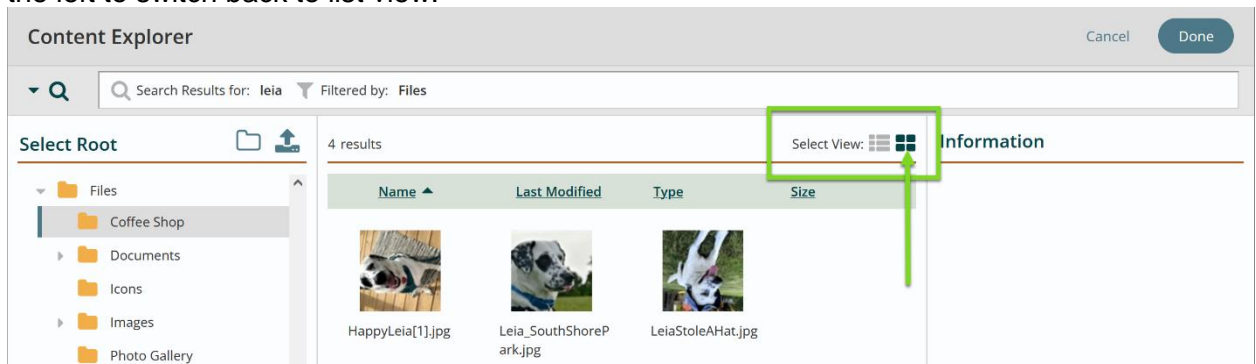 the left to switch back to list view.
Content Explorer
Cancel
Done
Search Results for: leia Filtered by: Files
Select Root
4 results
Select View:
Information
Files
Name
Last Modified
Type
Size
Coffee Shop
Documents
Icons
Images
Photo Gallery
HappyLeia[1].jpg
Leia_SouthShoreP
ark.jpg
LeiaStoleAHat.jpg